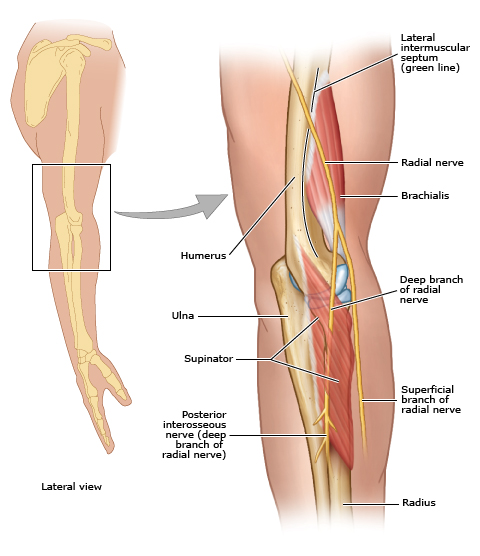 Lateral
intermuscular
septum
(green line)
Radial nerve
Brachialis
Humerus
Deep branch
of radial
nerve
Ulna
Supinator
Superficial
branch of
radial nerve
Posterior
interosseous
nerve (deep
branch of
radial nerve)
Lateral view
Radius